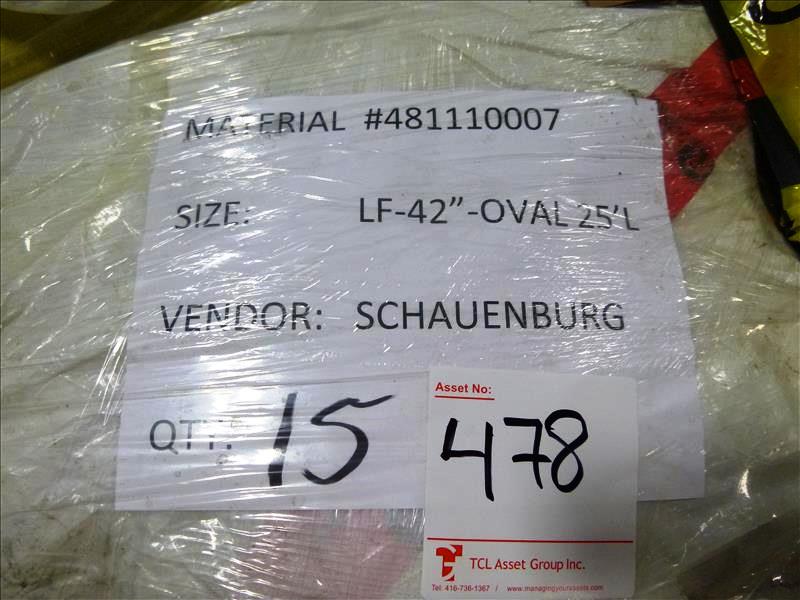 MATERIAL #481110007
SIZE: LF-42”-OVAL 25’L
VENDOR: SCHAUENBURG
QTY: 15
Asset No:
478
TCL Asset Group Inc.
Tel: 416-736-1367 / www.managingyourassets.com